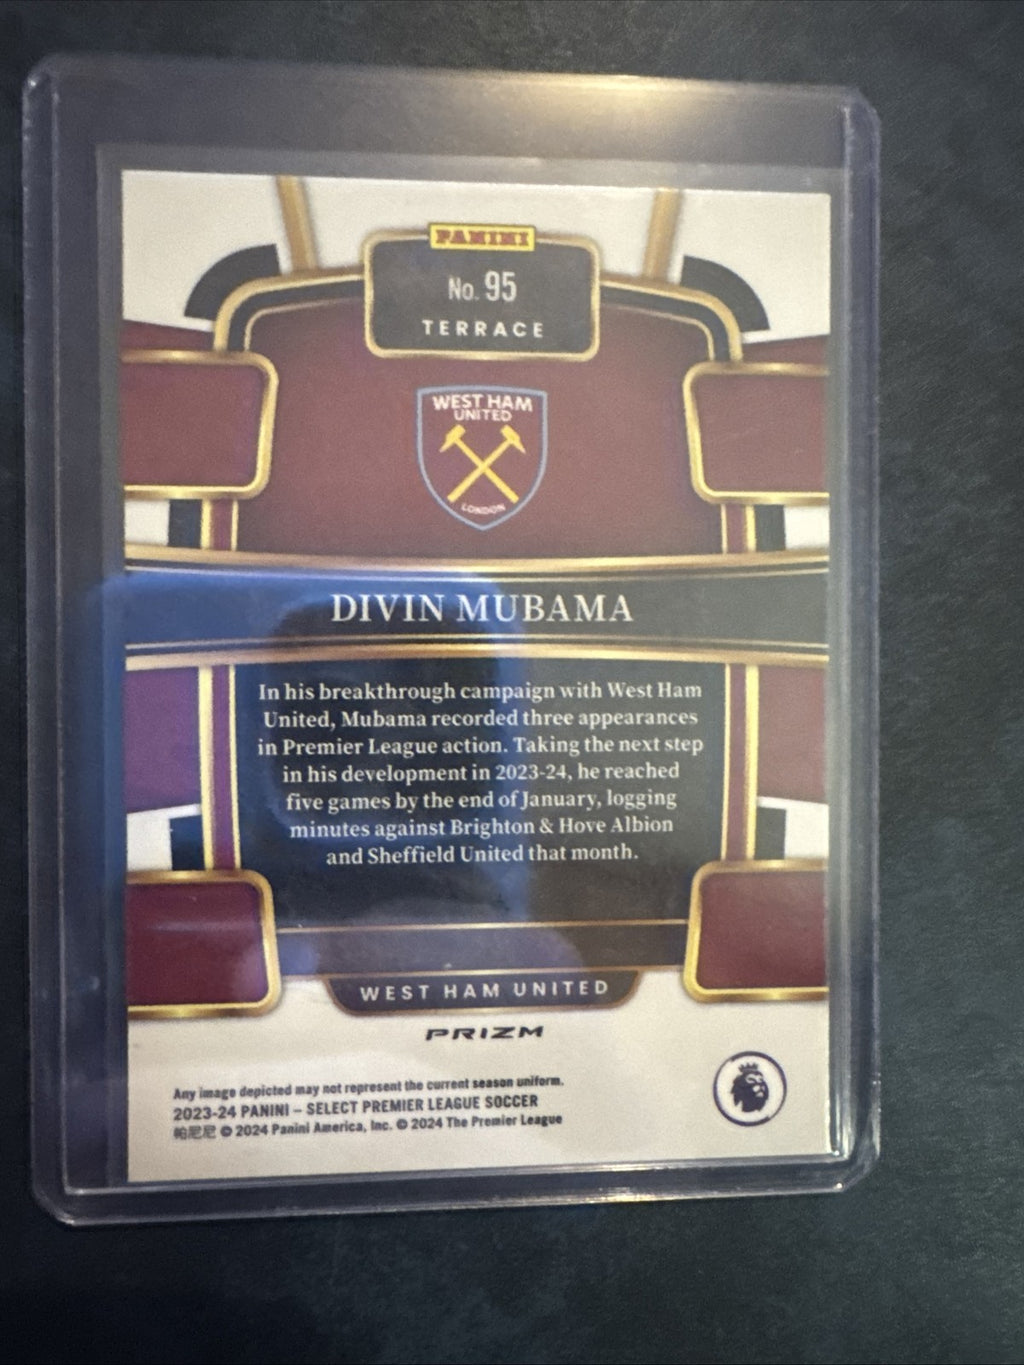 PANINI
No. 95
TERRACE
WEST HAM
UNITED
LONDON
DIVIN MUBAMA
In his breakthrough campaign with West Ham
United, Mubama recorded three appearances
in Premier League action. Taking the next step
in his development in 2023-24, he reached
five games by the end of January, logging
minutes against Brighton & Hove Albion
and Sheffield United that month.
WEST HAM UNITED
PRIZM
Any image depicted may not represent the current season uniform.
2023-24 PANINI – SELECT PREMIER LEAGUE SOCCER
帕尼尼 © 2024 Panini America, Inc. © 2024 The Premier League